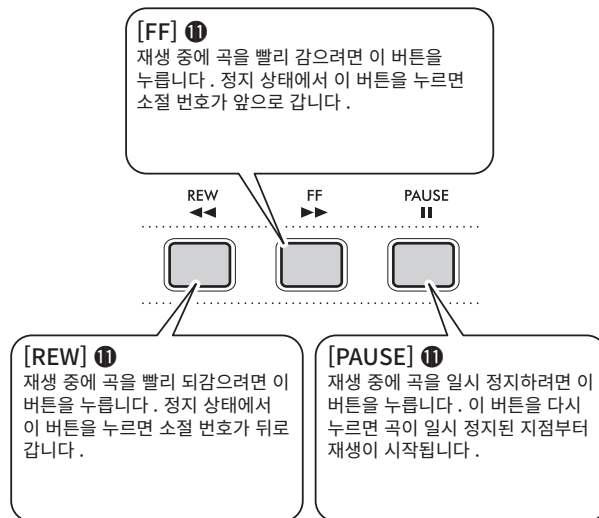 [FF] ⓫
재생 중에 곡을 빨리 감으려면 이 버튼을
누릅니다 . 정지 상태에서 이 버튼을 누르면
소절 번호가 앞으로 갑니다 .
REW
FF
PAUSE
[REW] ⓫
재생 중에 곡을 빨리 되감으려면 이
버튼을 누릅니다 . 정지 상태에서
이 버튼을 누르면 소절 번호가 뒤로
갑니다 .
[PAUSE] ⓫
재생 중에 곡을 일시 정지하려면 이
버튼을 누릅니다 . 이 버튼을 다시
누르면 곡이 일시 정지된 지점부터
재생이 시작됩니다 .